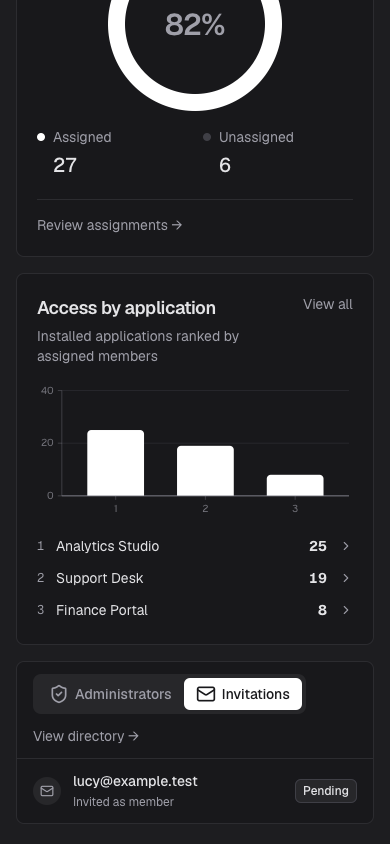 82%
Assigned
Unassigned
27
6
Review assignments →
Access by application
View all
Installed applications ranked by
assigned members
40
20
0
1
2
3
1 Analytics Studio 25
2 Support Desk 19
3 Finance Portal 8
Administrators
Invitations
View directory →
lucy@example.test
Invited as member
Pending